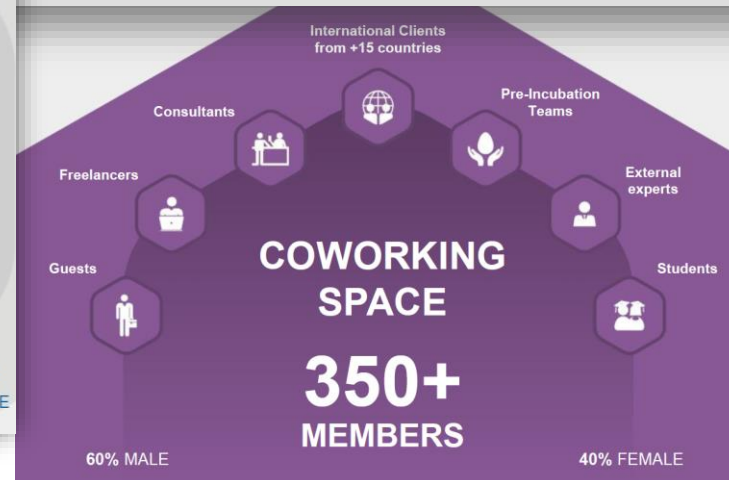 International Clients
from +15 countries
Consultants
Pre-Incubation
Teams
Freelancers
External
experts
Guests
Students
COWORKING
SPACE
350+
MEMBERS
60% MALE
40% FEMALE